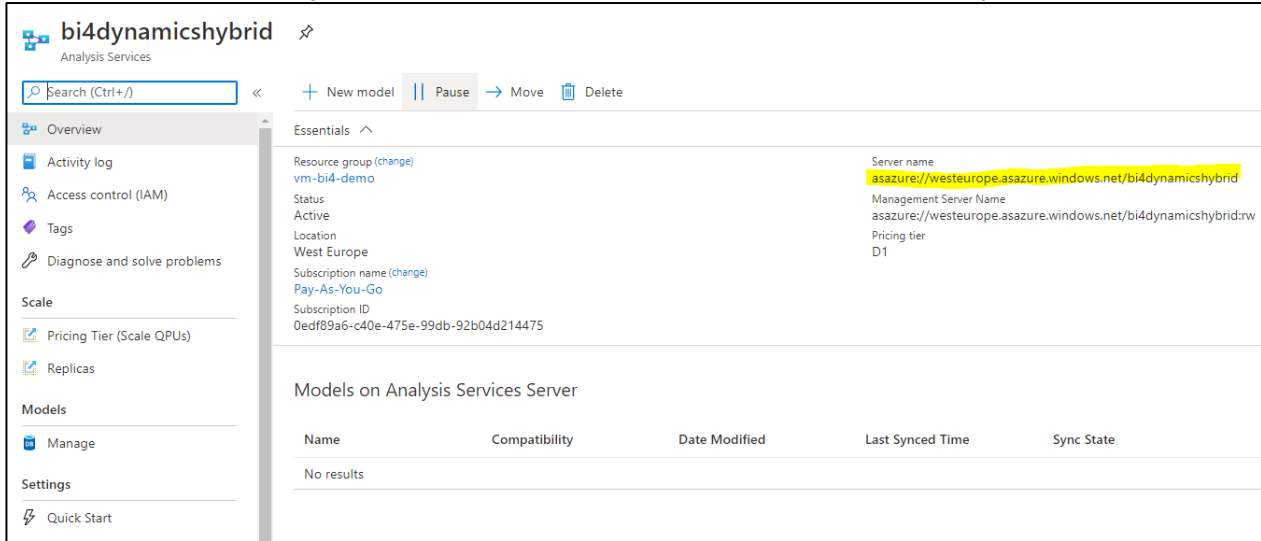 bi4dynamicshybrid
Analysis Services
Search (Ctrl+/)
«
Overview
Activity log
Access control (IAM)
Tags
Diagnose and solve problems
Scale
Pricing Tier (Scale QPUs)
Replicas
Models
Manage
Settings
Quick Start
New model
Pause
Move
Delete
Essentials
Resource group (change)
vm-bi4-demo
Status
Active
Location
West Europe
Subscription name (change)
Pay-As-You-Go
Subscription ID
0edf89a6-c40e-475e-99db-92b04d214475
Server name
asazure://westeurope.asazure.windows.net/bi4dynamicshybrid
Management Server Name
asazure://westeurope.asazure.windows.net/bi4dynamicshybrid:rw
Pricing tier
D1
Models on Analysis Services Server
Name Compatibility Date Modified Last Synced Time Sync State
No results